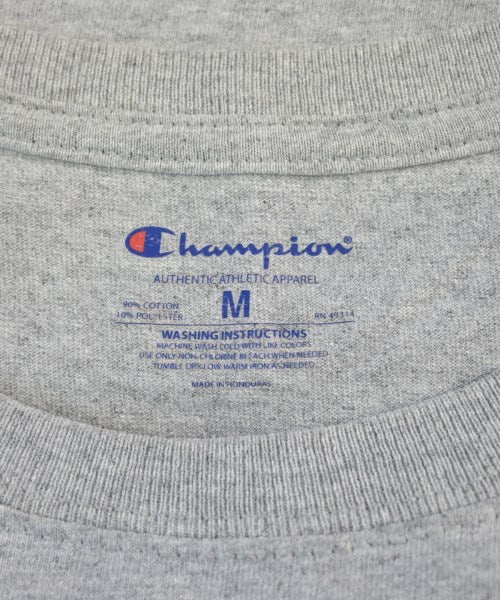 Champion®
AUTHENTIC ATHLETIC APPAREL
90% COTTON
10% POLYESTER
M
RN 49314
WASHING INSTRUCTIONS
MACHINE WASH COLD WITH LIKE COLORS
USE ONLY NON-CHLORINE BLEACH WHEN NEEDED
TUMBLE DRY LOW WARM IRON AS NEEDED
MADE IN HONDURAS